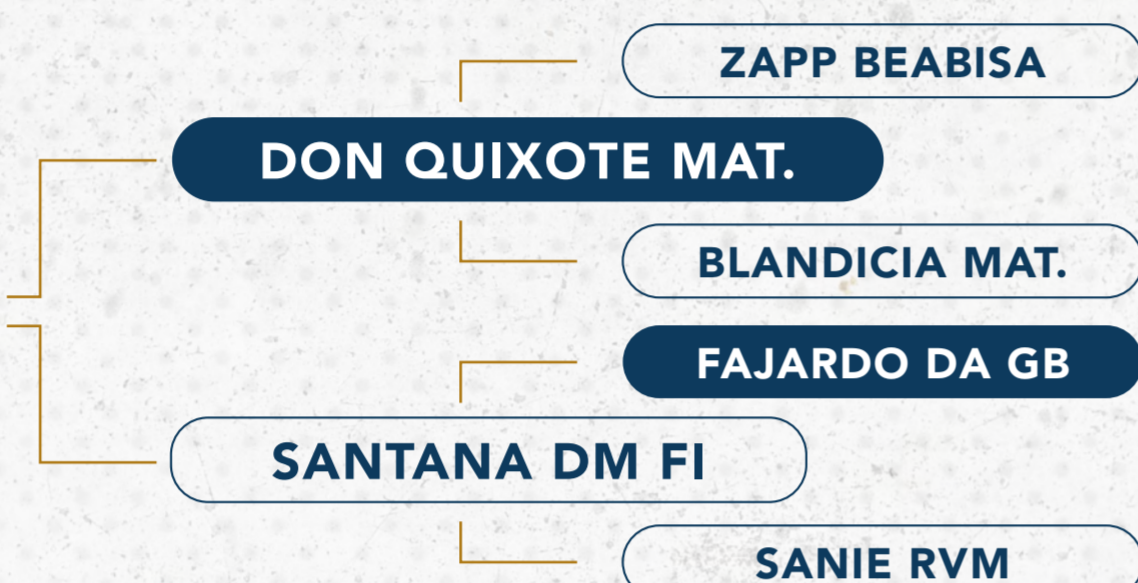 ZAPP BEABISA
DON QUIXOTE MAT.
BLANDICIA MAT.
FAJARDO DA GB
SANTANA DM FI
SANIE RVM